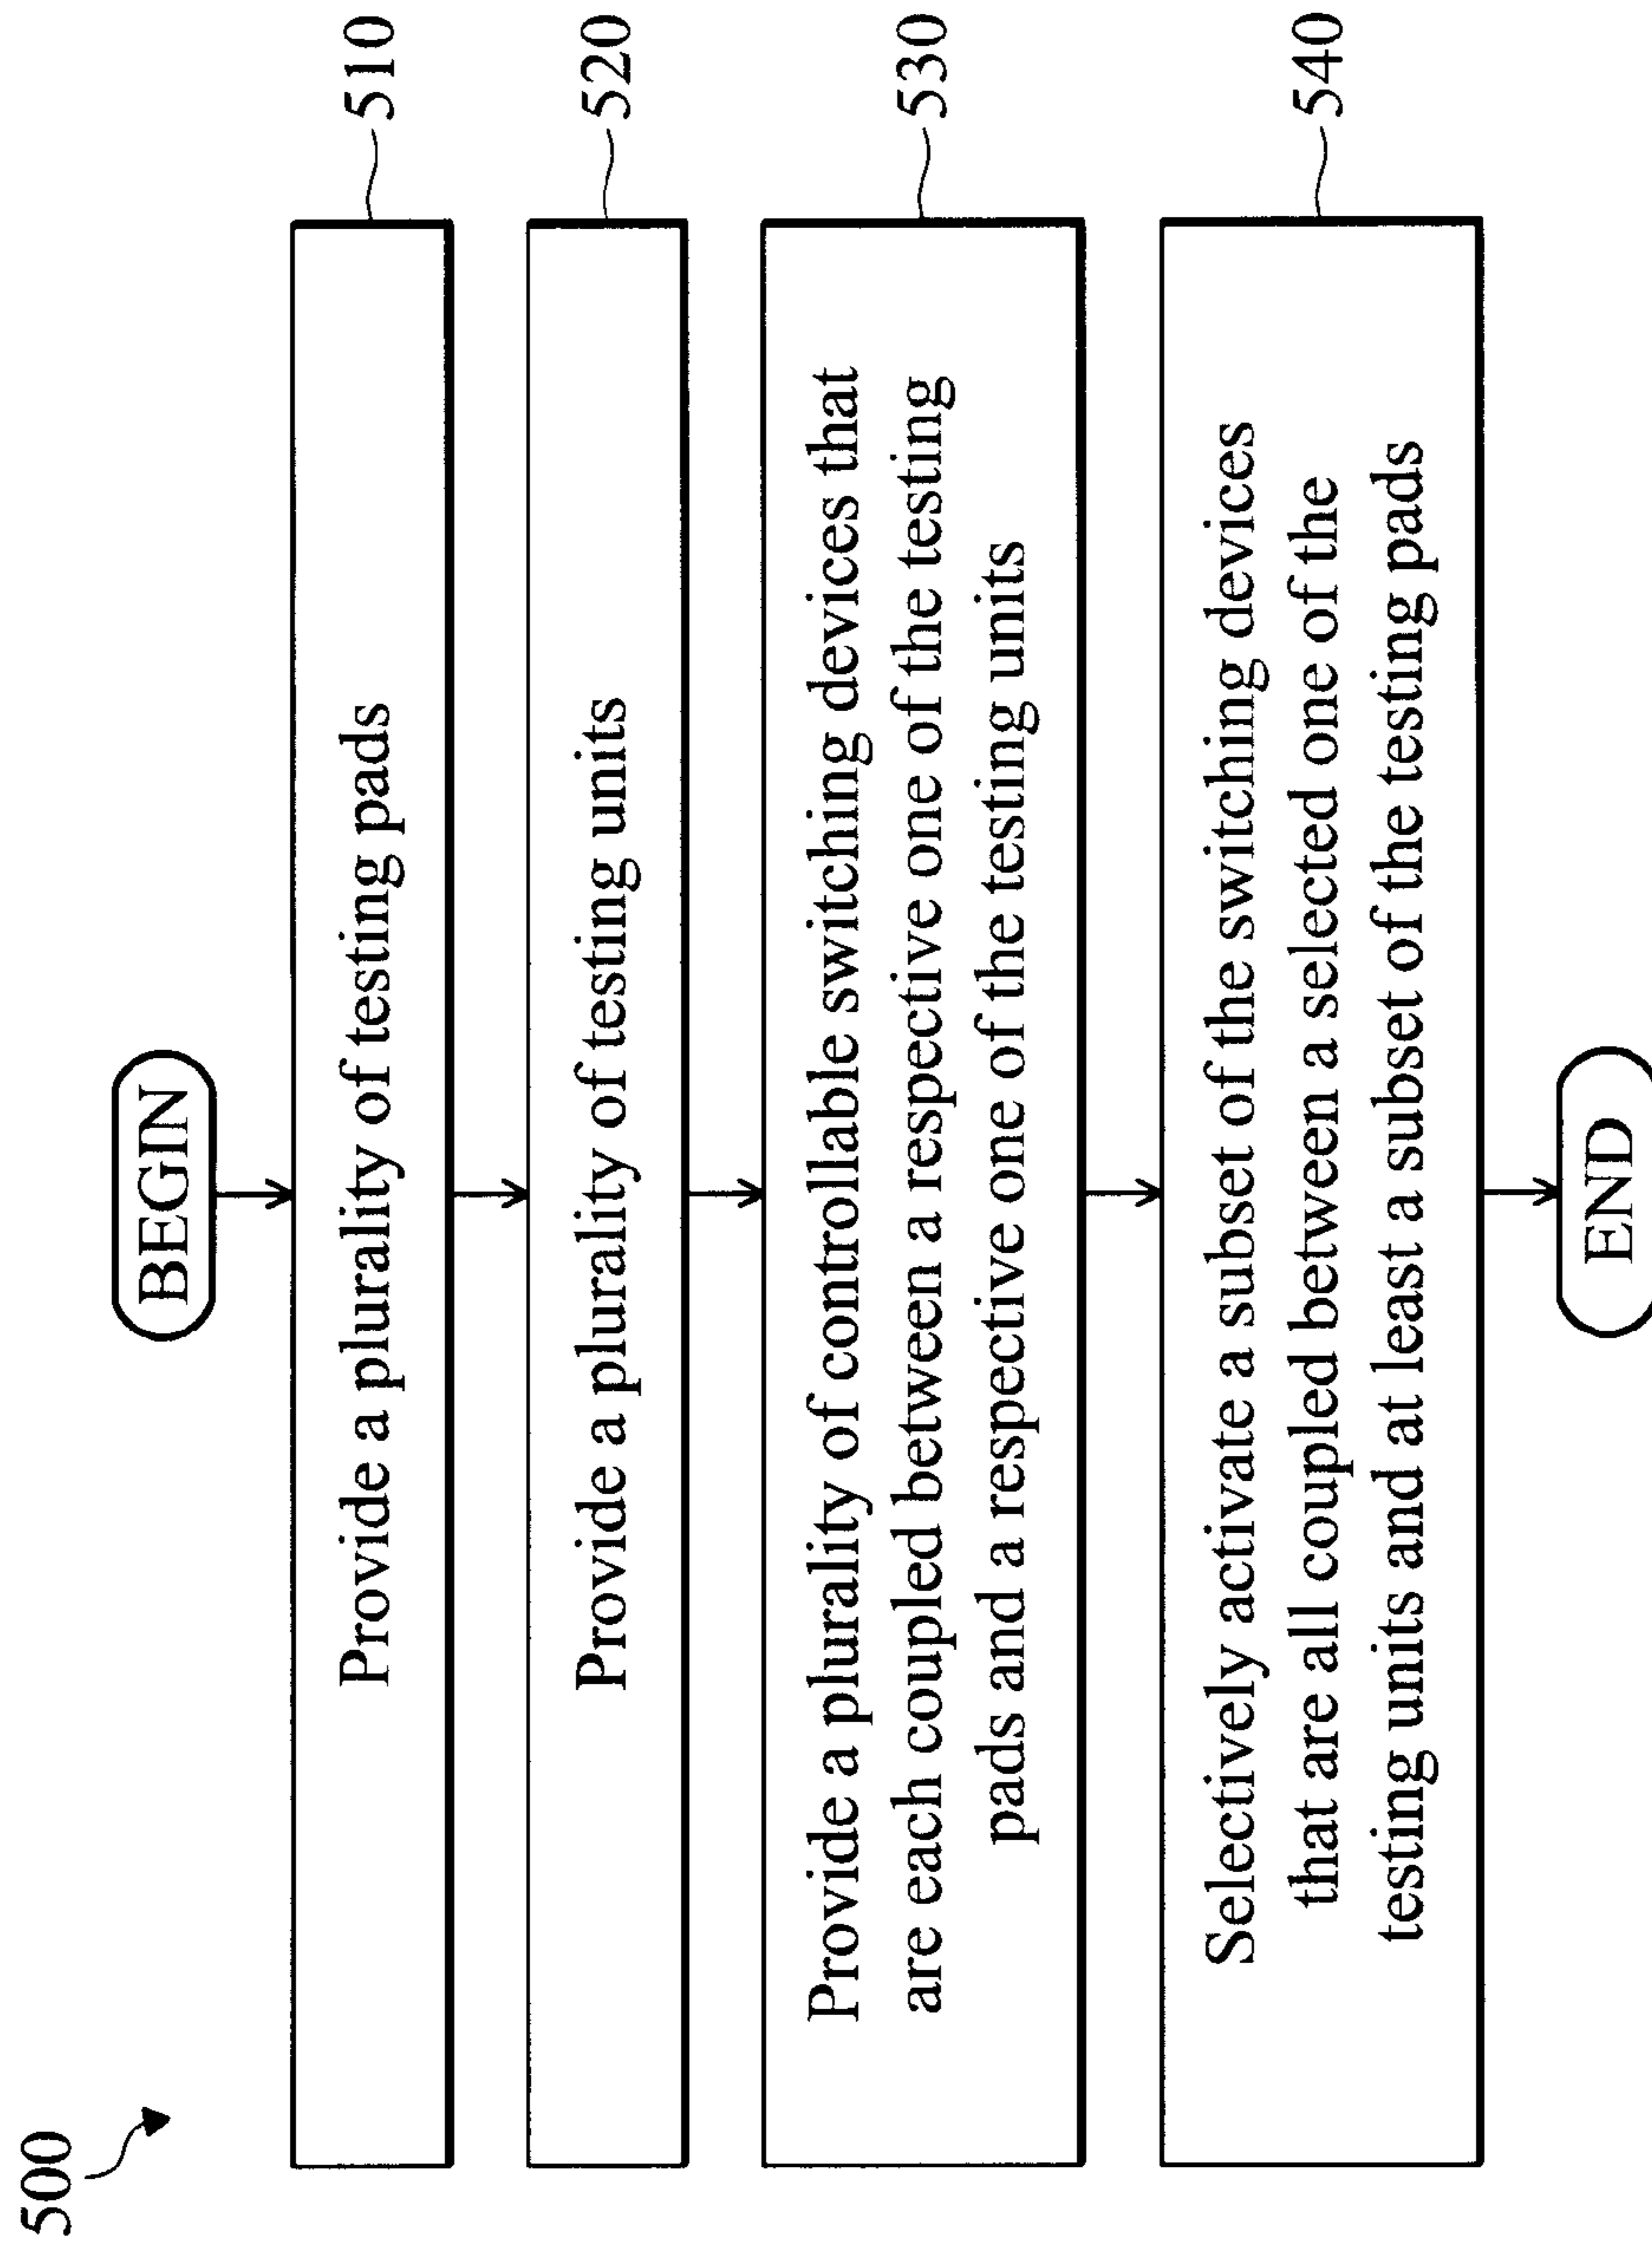 500
BEGIN
Provide a plurality of testing pads
510
Provide a plurality of testing units
520
Provide a plurality of controllable switching devices that
are each coupled between a respective one of the testing
pads and a respective one of the testing units
530
Selectively activate a subset of the switching devices
that are all coupled between a selected one of the
testing units and at least a subset of the testing pads
540
END